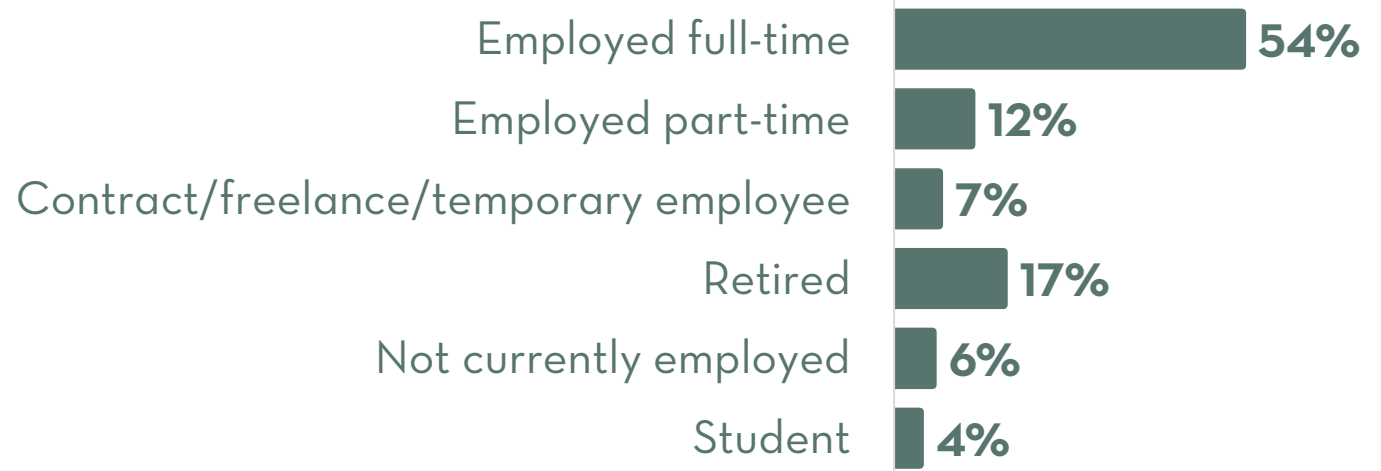 Employed full-time 54%
Employed part-time 12%
Contract/freelance/temporary employee 7%
Retired 17%
Not currently employed 6%
Student 4%